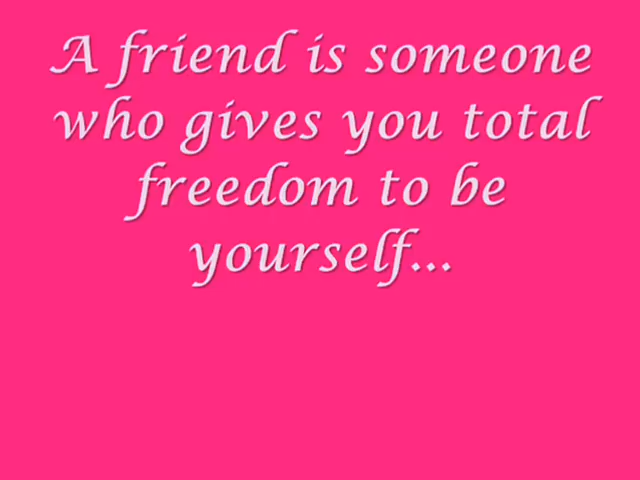 A friend is someone
who gives you total
freedom to be
yourself...